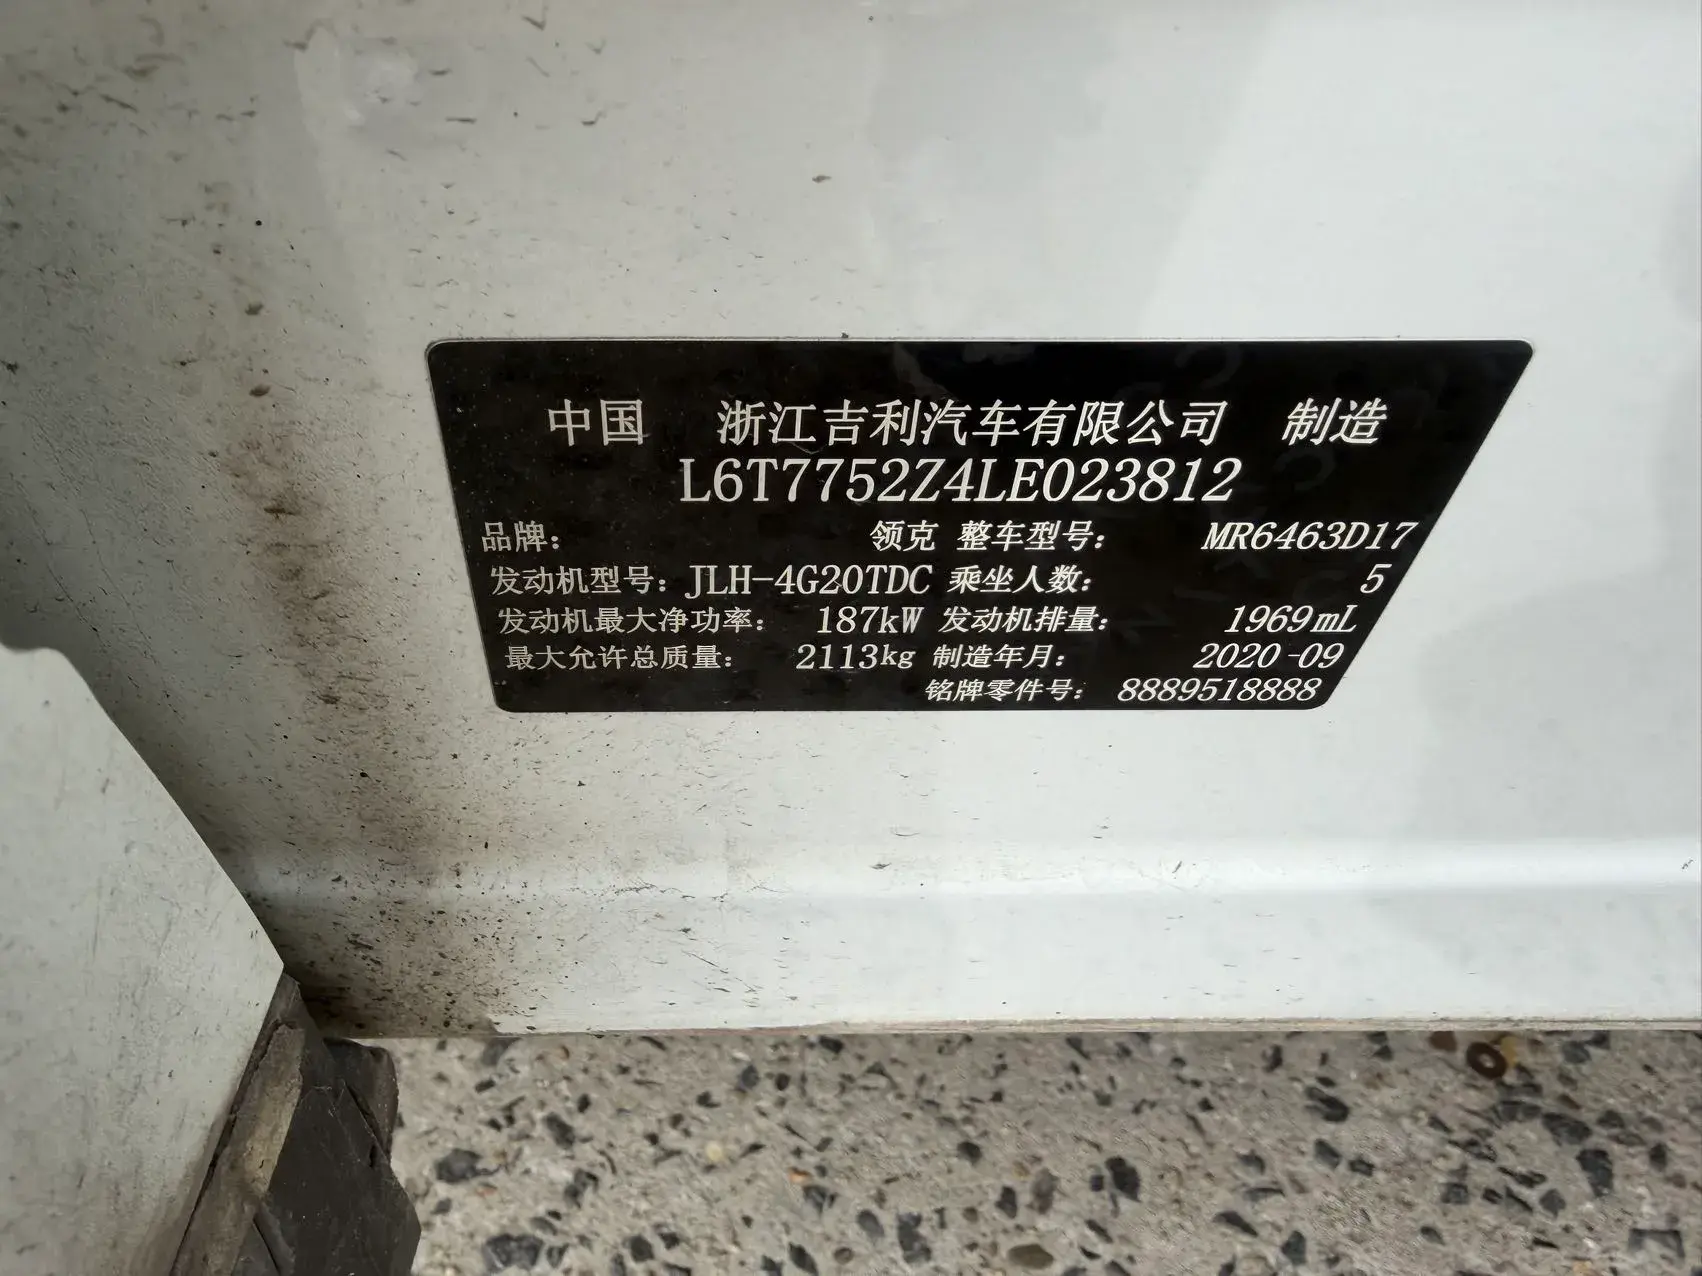 中国 浙江吉利汽车有限公司 制造
L6T7752Z4LE023812
品牌： 领克 整车型号： MR6463D17
发动机型号：JLH-4G20TDC 乘坐人数： 5
发动机最大净功率： 187kW 发动机排量： 1969mL
最大允许总质量： 2113kg 制造年月： 2020-09
铭牌零件号： 8889518888